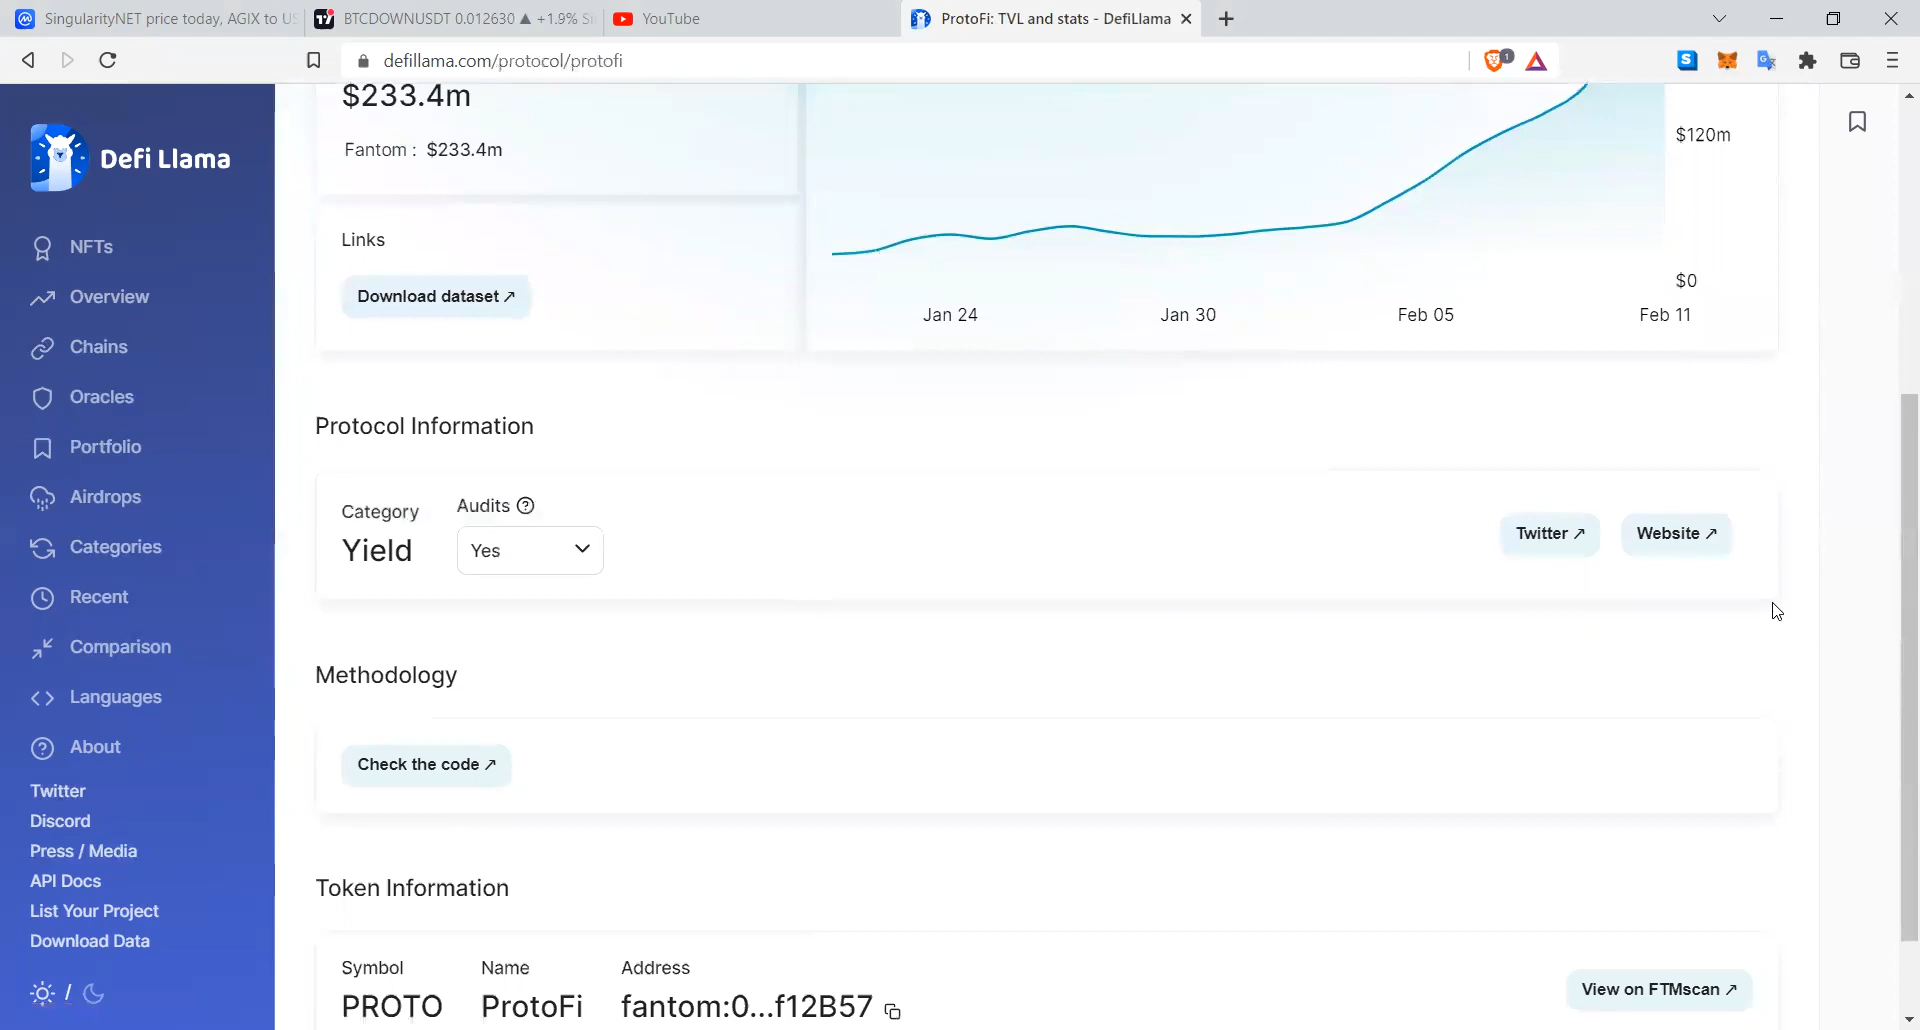 SingularityNET price today, AGIX to US
BTCDOWNUSDT 0.012630 ▲ +1.9% Si
YouTube
ProtoFi: TVL and stats - DefiLlama
defillama.com/protocol/protofi
1
S
Defi Llama
NFTs
Overview
Chains
Oracles
Portfolio
Airdrops
Categories
Recent
Comparison
Languages
About
Twitter
Discord
Press / Media
API Docs
List Your Project
Download Data
/
$233.4m
Fantom : $233.4m
Links
Download dataset ↗
$120m
$0
Jan 24 Jan 30 Feb 05 Feb 11
Protocol Information
Category Audits
Yield Yes
Twitter ↗ Website ↗
Methodology
Check the code ↗
Token Information
Symbol Name Address
PROTO ProtoFi fantom:0...f12B57
View on FTMscan ↗